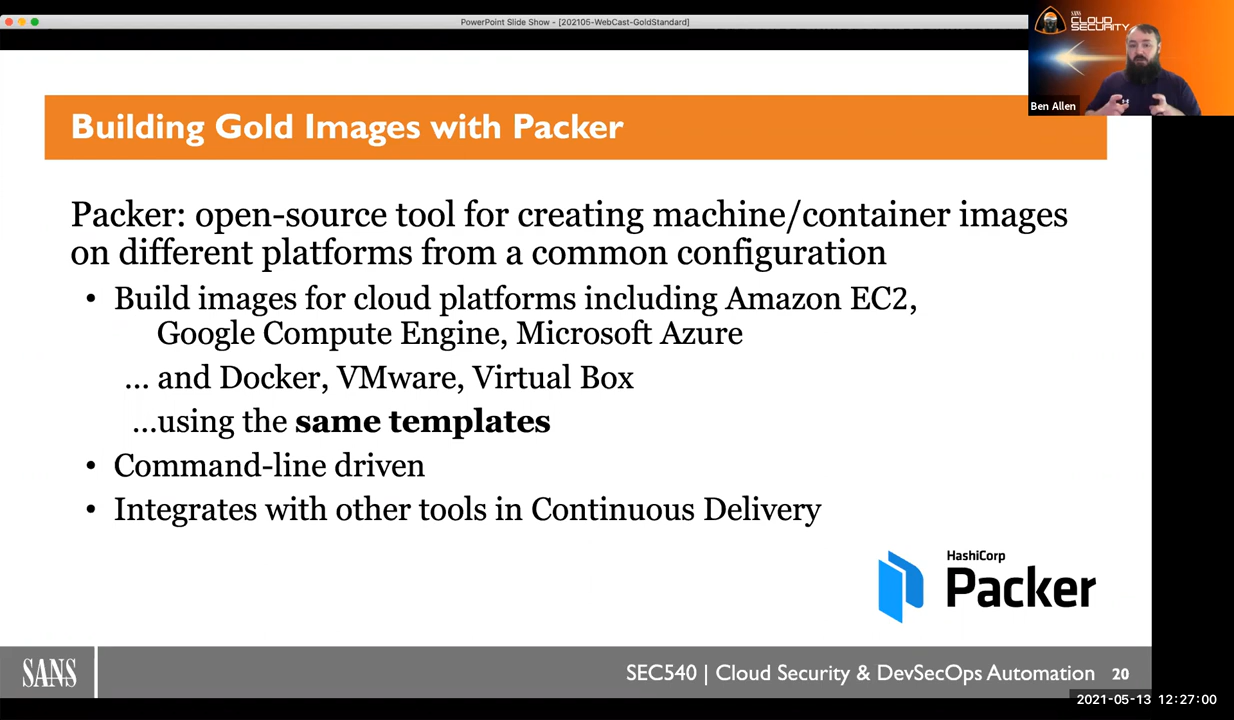 PowerPoint Slide Show - [202105-WebCast-GoldStandard]
SANS
CLOUD
SECURITY
Ben Allen
Building Gold Images with Packer
Packer: open-source tool for creating machine/container images
on different platforms from a common configuration
• Build images for cloud platforms including Amazon EC2,
Google Compute Engine, Microsoft Azure
... and Docker, VMware, Virtual Box
...using the same templates
• Command-line driven
• Integrates with other tools in Continuous Delivery
HashiCorp
Packer
SANS
SEC540 | Cloud Security & DevSecOps Automation 20
2021-05-13 12:27:00